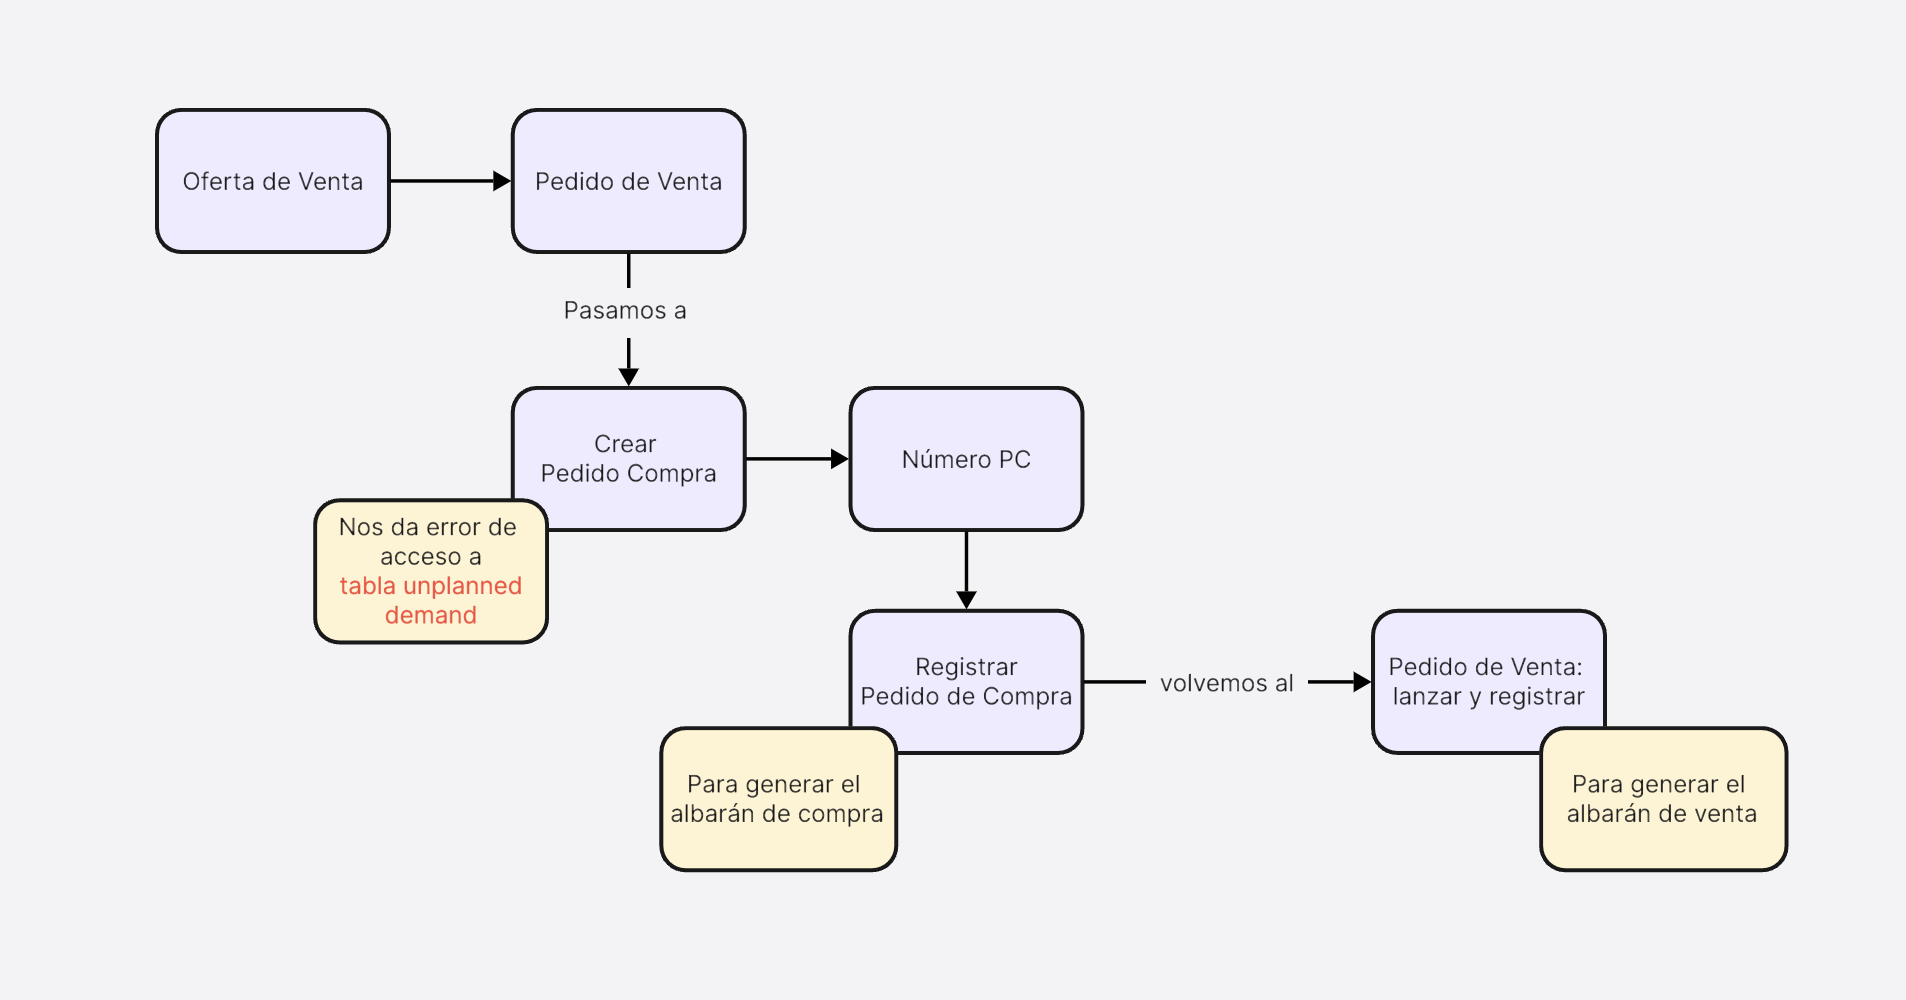 Oferta de Venta
Pedido de Venta
Pasamos a
Crear
Pedido Compra
Número PC
Nos da error de
acceso a
tabla unplanned
demand
Registrar
Pedido de Compra
volvemos al
Pedido de Venta:
lanzar y registrar
Para generar el
albarán de compra
Para generar el
albarán de venta